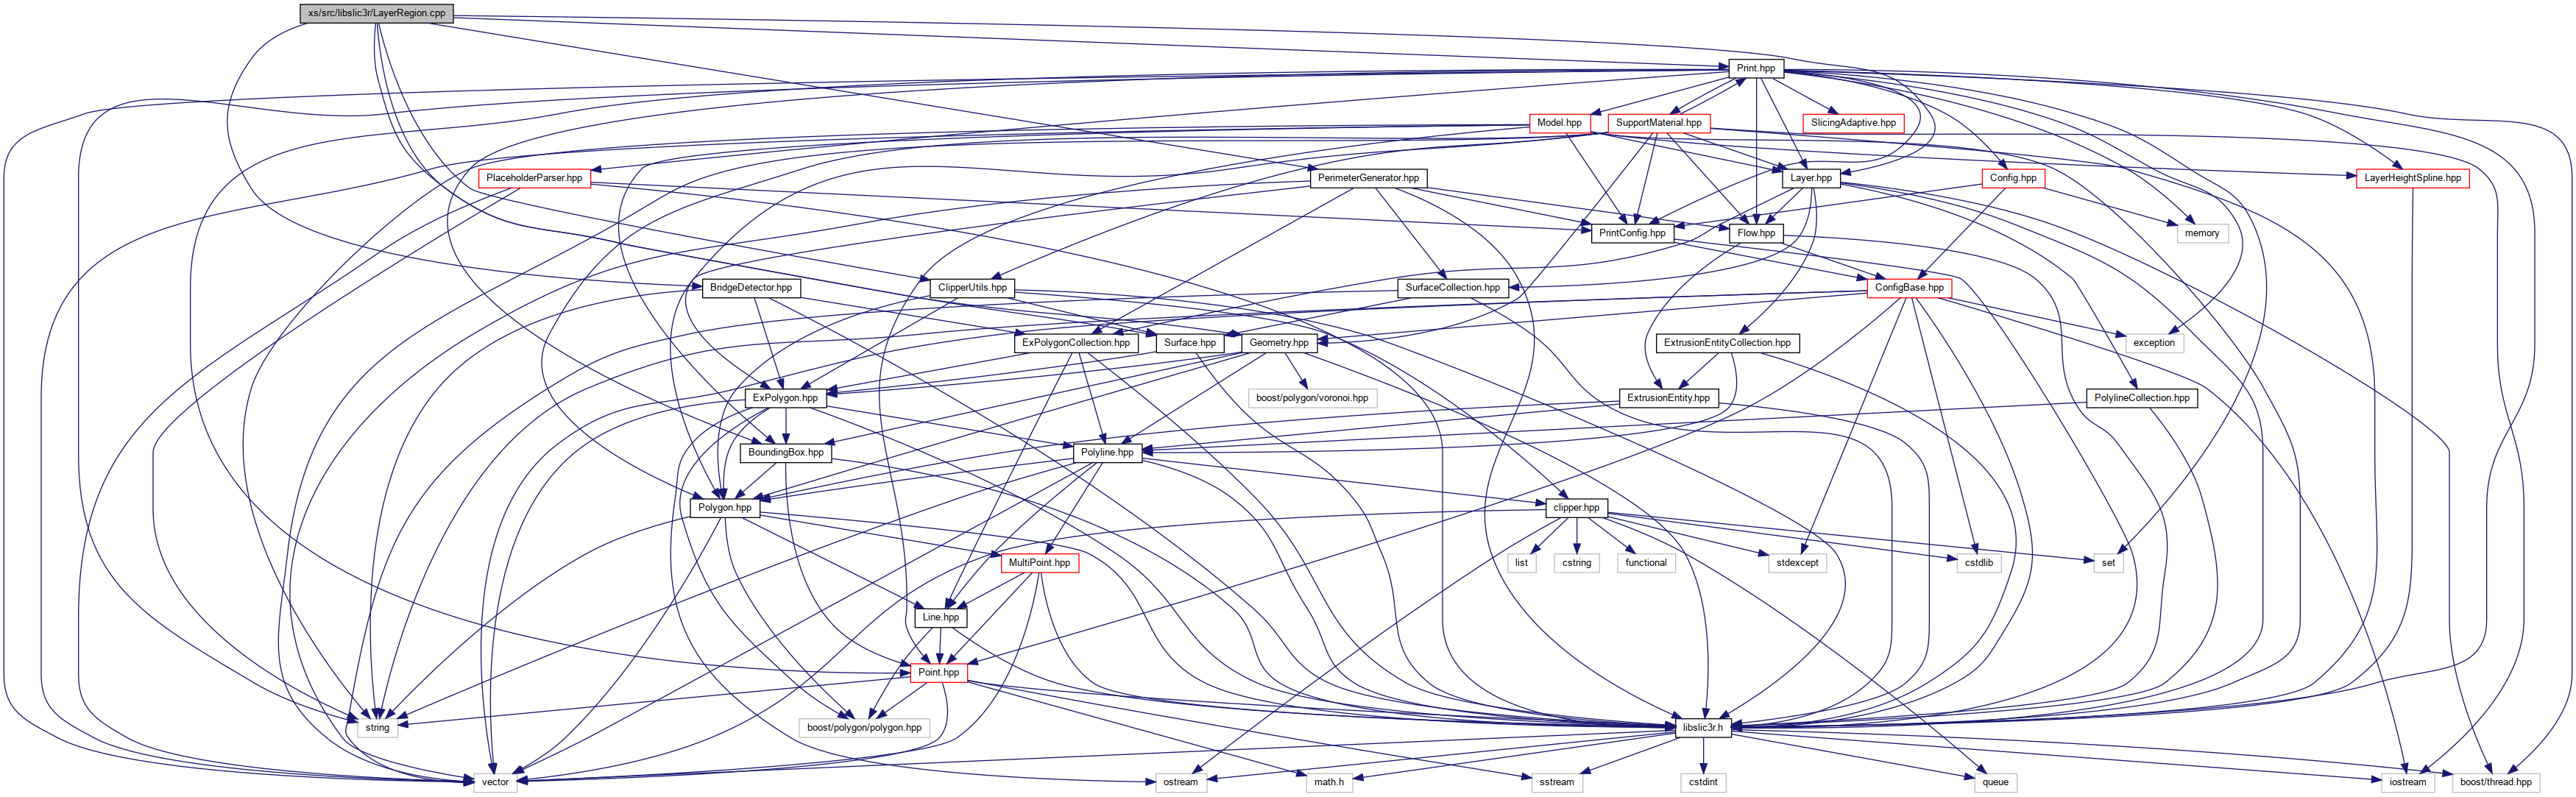 xs/src/libslic3r/LayerRegion.cpp
Print.hpp
Model.hpp
SupportMaterial.hpp
SlicingAdaptive.hpp
PlaceholderParser.hpp
PerimeterGenerator.hpp
Layer.hpp
Config.hpp
LayerHeightSpline.hpp
PrintConfig.hpp
Flow.hpp
memory
BridgeDetector.hpp
ClipperUtils.hpp
SurfaceCollection.hpp
ConfigBase.hpp
ExPolygonCollection.hpp
Surface.hpp
Geometry.hpp
ExtrusionEntityCollection.hpp
exception
ExPolygon.hpp
boost/polygon/voronoi.hpp
ExtrusionEntity.hpp
PolylineCollection.hpp
BoundingBox.hpp
Polyline.hpp
Polygon.hpp
clipper.hpp
MultiPoint.hpp
list
cstring
functional
stdexcept
cstdlib
set
Line.hpp
Point.hpp
string
boost/polygon/polygon.hpp
libslic3r.h
vector
ostream
math.h
sstream
cstdint
queue
iostream
boost/thread.hpp